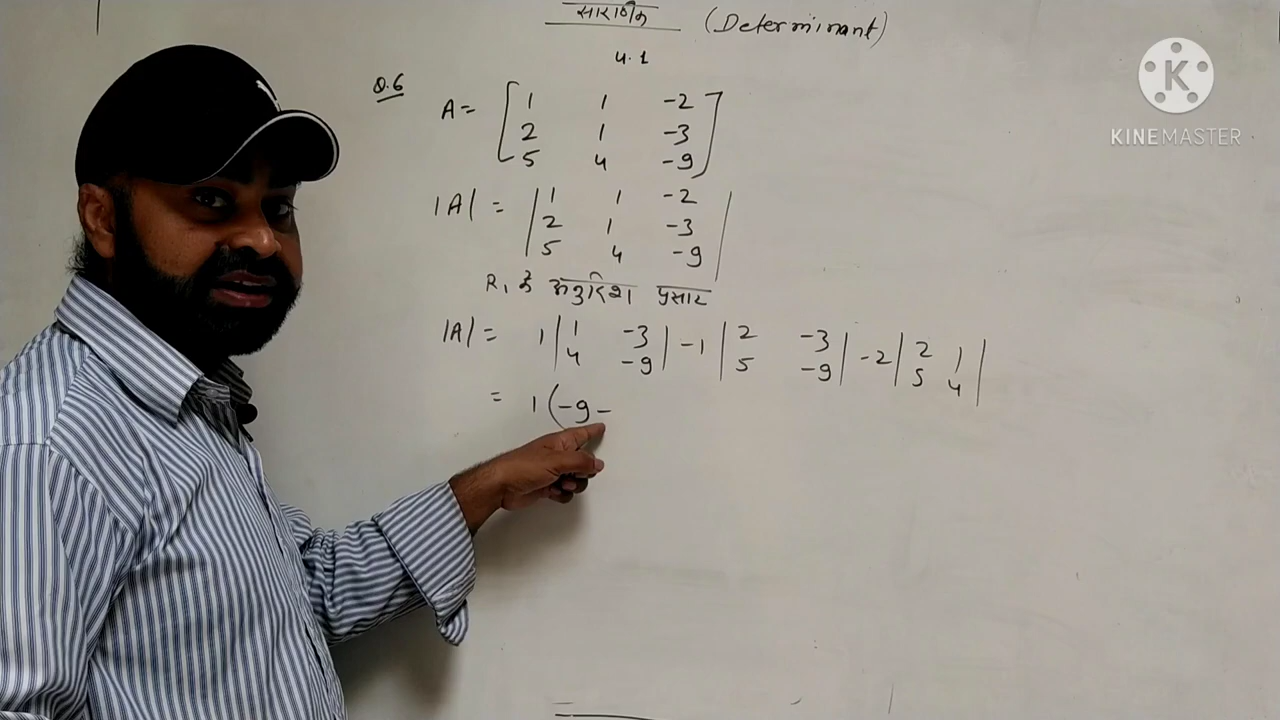 सारणिक (Determinant)
4.1
Q.6 A = [ 1 1 -2
2 1 -3
5 4 -9 ]
|A| = | 1 1 -2
2 1 -3
5 4 -9 |
R₁ के अनुदिश प्रसार
|A| = 1 | 1 -3 | -1 | 2 -3 | -2 | 2 1 |
4 -9 5 -9 5 4
= 1(-9-
K
KINEMASTER